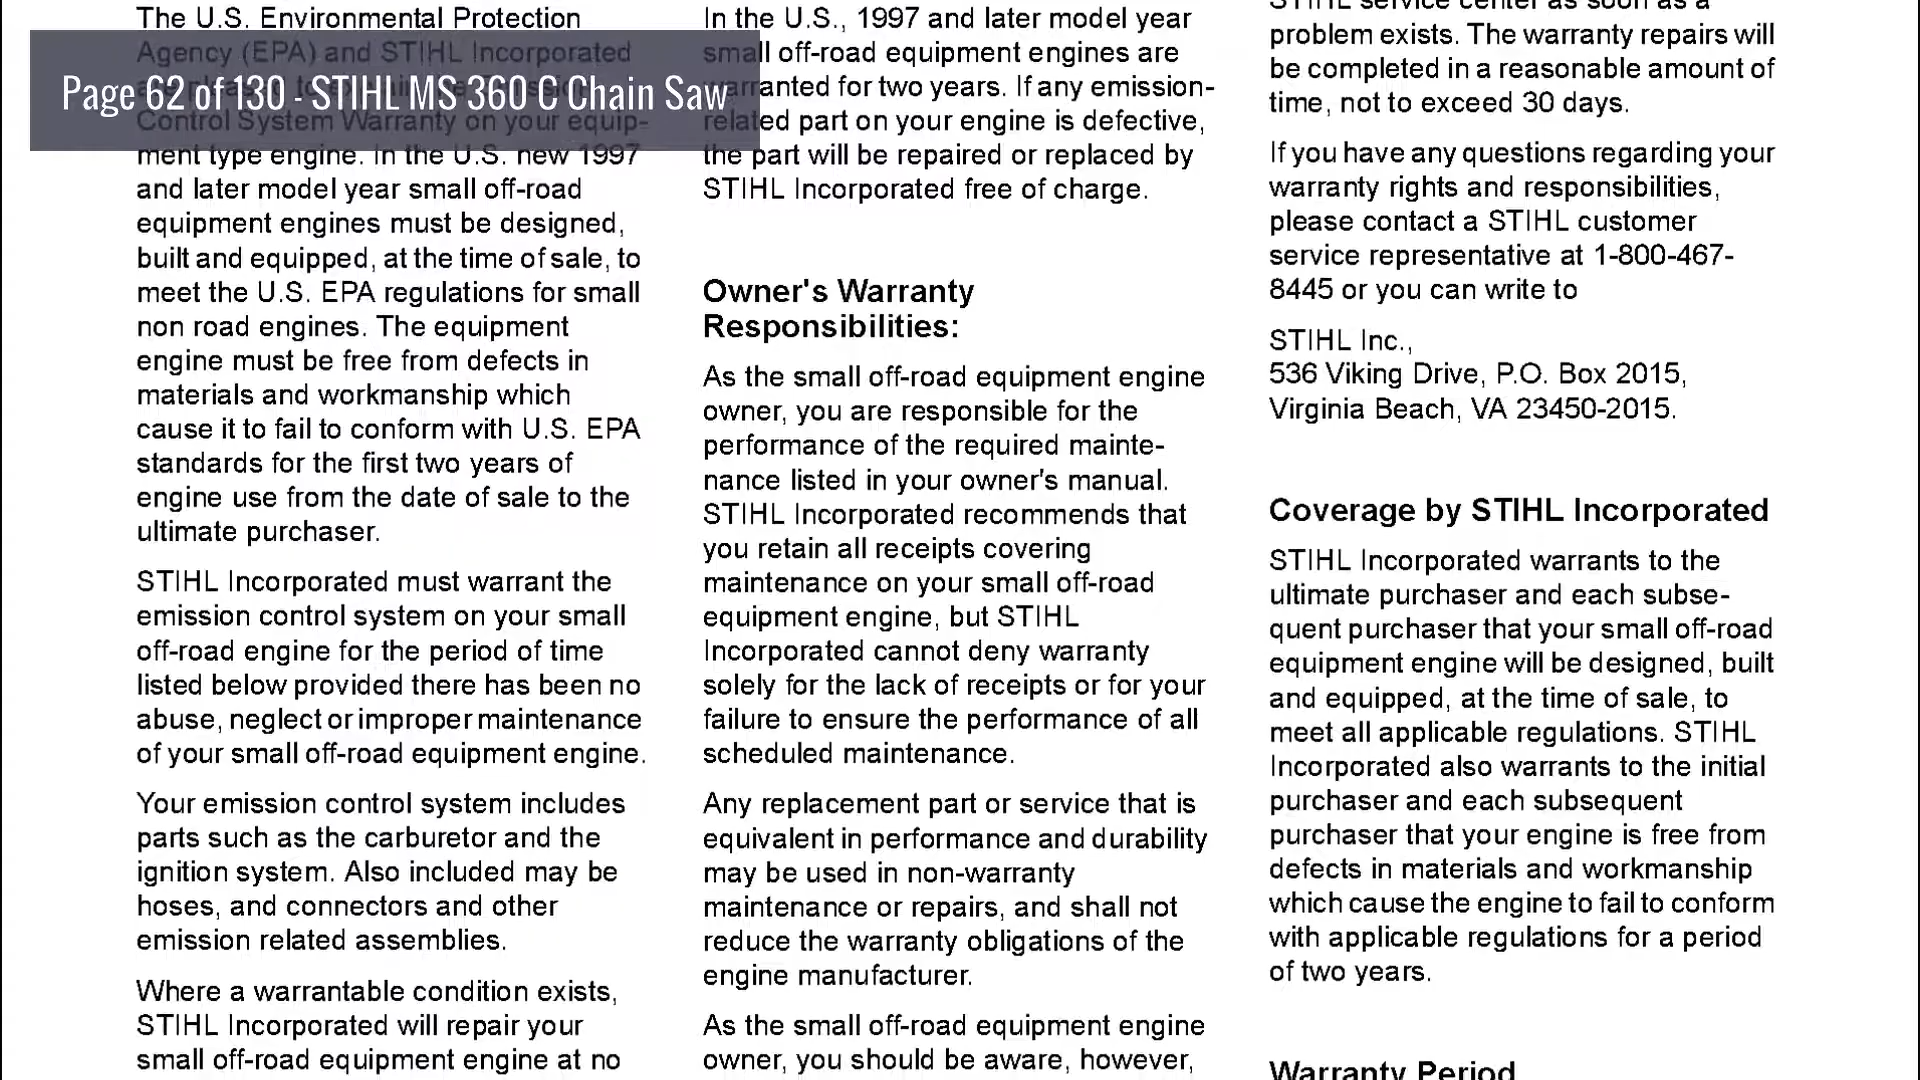 The U.S. Environmental Protection
Agency (EPA) and STIHL Incorporated
Page 62 of 130 - STIHL MS 360 C Chain Saw
Control System Warranty on your equip-
ment type engine. In the U.S. new 1997
and later model year small off-road
equipment engines must be designed,
built and equipped, at the time of sale, to
meet the U.S. EPA regulations for small
non road engines. The equipment
engine must be free from defects in
materials and workmanship which
cause it to fail to conform with U.S. EPA
standards for the first two years of
engine use from the date of sale to the
ultimate purchaser.
STIHL Incorporated must warrant the
emission control system on your small
off-road engine for the period of time
listed below provided there has been no
abuse, neglect or improper maintenance
of your small off-road equipment engine.
Your emission control system includes
parts such as the carburetor and the
ignition system. Also included may be
hoses, and connectors and other
emission related assemblies.
Where a warrantable condition exists,
STIHL Incorporated will repair your
small off-road equipment engine at no
In the U.S., 1997 and later model year
small off-road equipment engines are
warranted for two years. If any emission-
related part on your engine is defective,
the part will be repaired or replaced by
STIHL Incorporated free of charge.
Owner's Warranty
Responsibilities:
As the small off-road equipment engine
owner, you are responsible for the
performance of the required mainte-
nance listed in your owner's manual.
STIHL Incorporated recommends that
you retain all receipts covering
maintenance on your small off-road
equipment engine, but STIHL
Incorporated cannot deny warranty
solely for the lack of receipts or for your
failure to ensure the performance of all
scheduled maintenance.
Any replacement part or service that is
equivalent in performance and durability
may be used in non-warranty
maintenance or repairs, and shall not
reduce the warranty obligations of the
engine manufacturer.
As the small off-road equipment engine
owner, you should be aware, however,
STIHL service center as soon as a
problem exists. The warranty repairs will
be completed in a reasonable amount of
time, not to exceed 30 days.
If you have any questions regarding your
warranty rights and responsibilities,
please contact a STIHL customer
service representative at 1-800-467-
8445 or you can write to
STIHL Inc.,
536 Viking Drive, P.O. Box 2015,
Virginia Beach, VA 23450-2015.
Coverage by STIHL Incorporated
STIHL Incorporated warrants to the
ultimate purchaser and each subse-
quent purchaser that your small off-road
equipment engine will be designed, built
and equipped, at the time of sale, to
meet all applicable regulations. STIHL
Incorporated also warrants to the initial
purchaser and each subsequent
purchaser that your engine is free from
defects in materials and workmanship
which cause the engine to fail to conform
with applicable regulations for a period
of two years.
Warranty Period